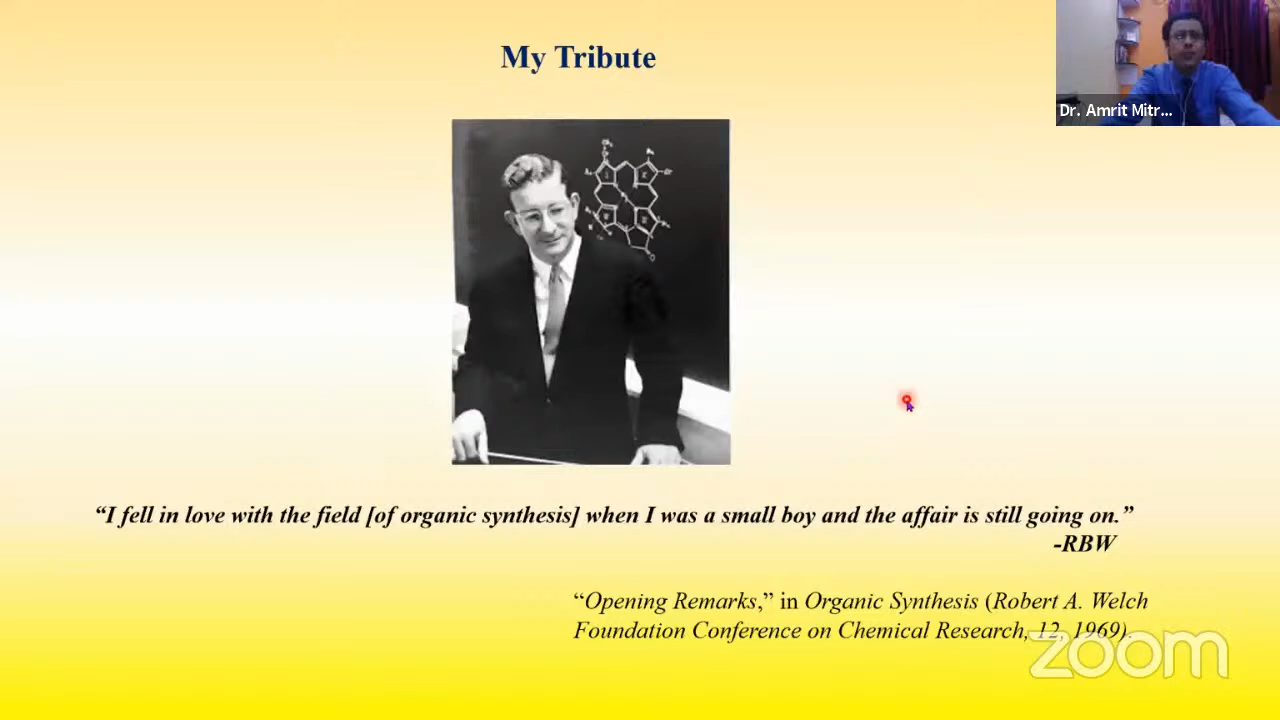 My Tribute
Dr. Amrit Mitr...
“I fell in love with the field [of organic synthesis] when I was a small boy and the affair is still going on.”
-RBW
“Opening Remarks,” in Organic Synthesis (Robert A. Welch
Foundation Conference on Chemical Research, 12, 1969).
zoom